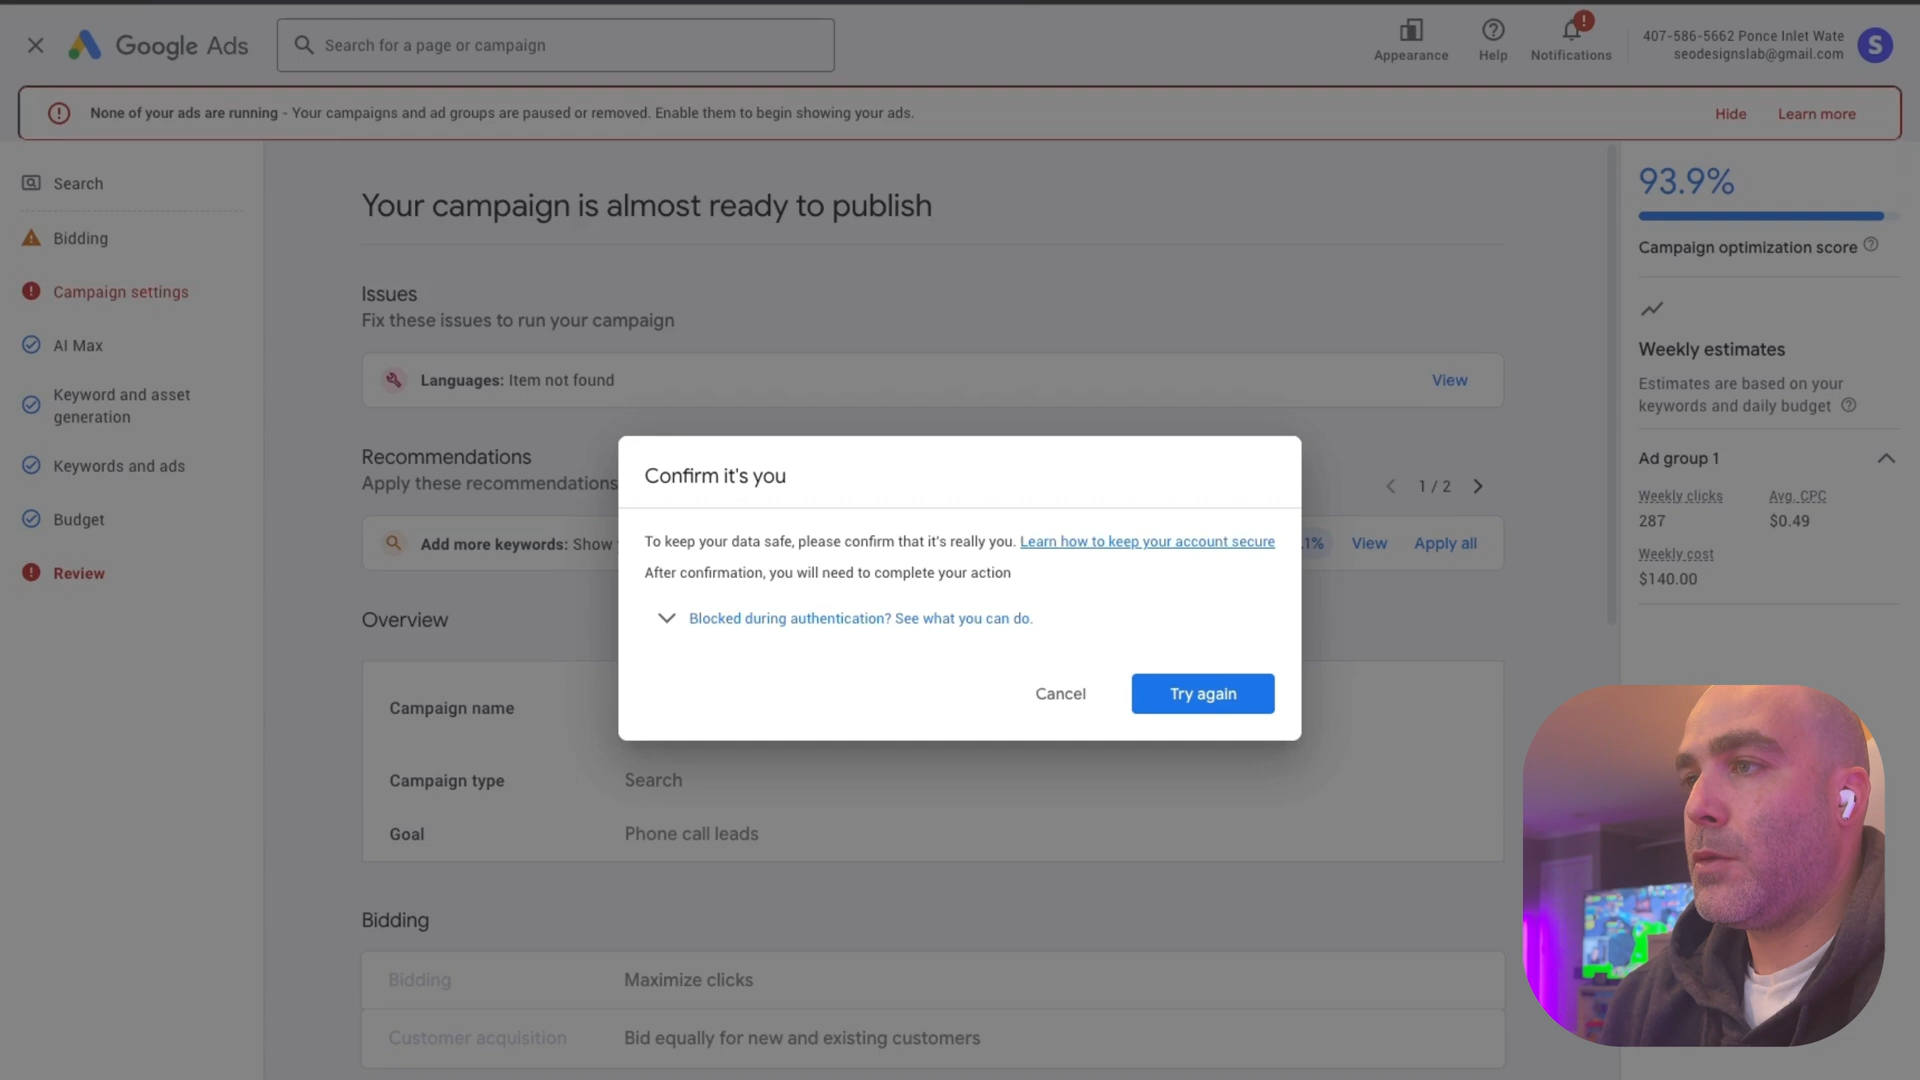 Google Ads
Search for a page or campaign
Appearance
Help
Notifications
407-586-5662 Ponce Inlet Wate
seodesignslab@gmail.com
S
None of your ads are running - Your campaigns and ad groups are paused or removed. Enable them to begin showing your ads.
Hide
Learn more
Search
Bidding
Campaign settings
AI Max
Keyword and asset
generation
Keywords and ads
Budget
Review
Your campaign is almost ready to publish
Issues
Fix these issues to run your campaign
Languages: Item not found
View
Recommendations
Apply these recommendations
1 / 2
Add more keywords: Show
.1%
View
Apply all
Overview
Campaign name
Campaign type
Search
Goal
Phone call leads
Bidding
Bidding
Maximize clicks
Customer acquisition
Bid equally for new and existing customers
Confirm it's you
To keep your data safe, please confirm that it's really you. Learn how to keep your account secure
After confirmation, you will need to complete your action
Blocked during authentication? See what you can do.
Cancel
Try again
93.9%
Campaign optimization score
Weekly estimates
Estimates are based on your
keywords and daily budget
Ad group 1
Weekly clicks
Avg. CPC
287
$0.49
Weekly cost
$140.00